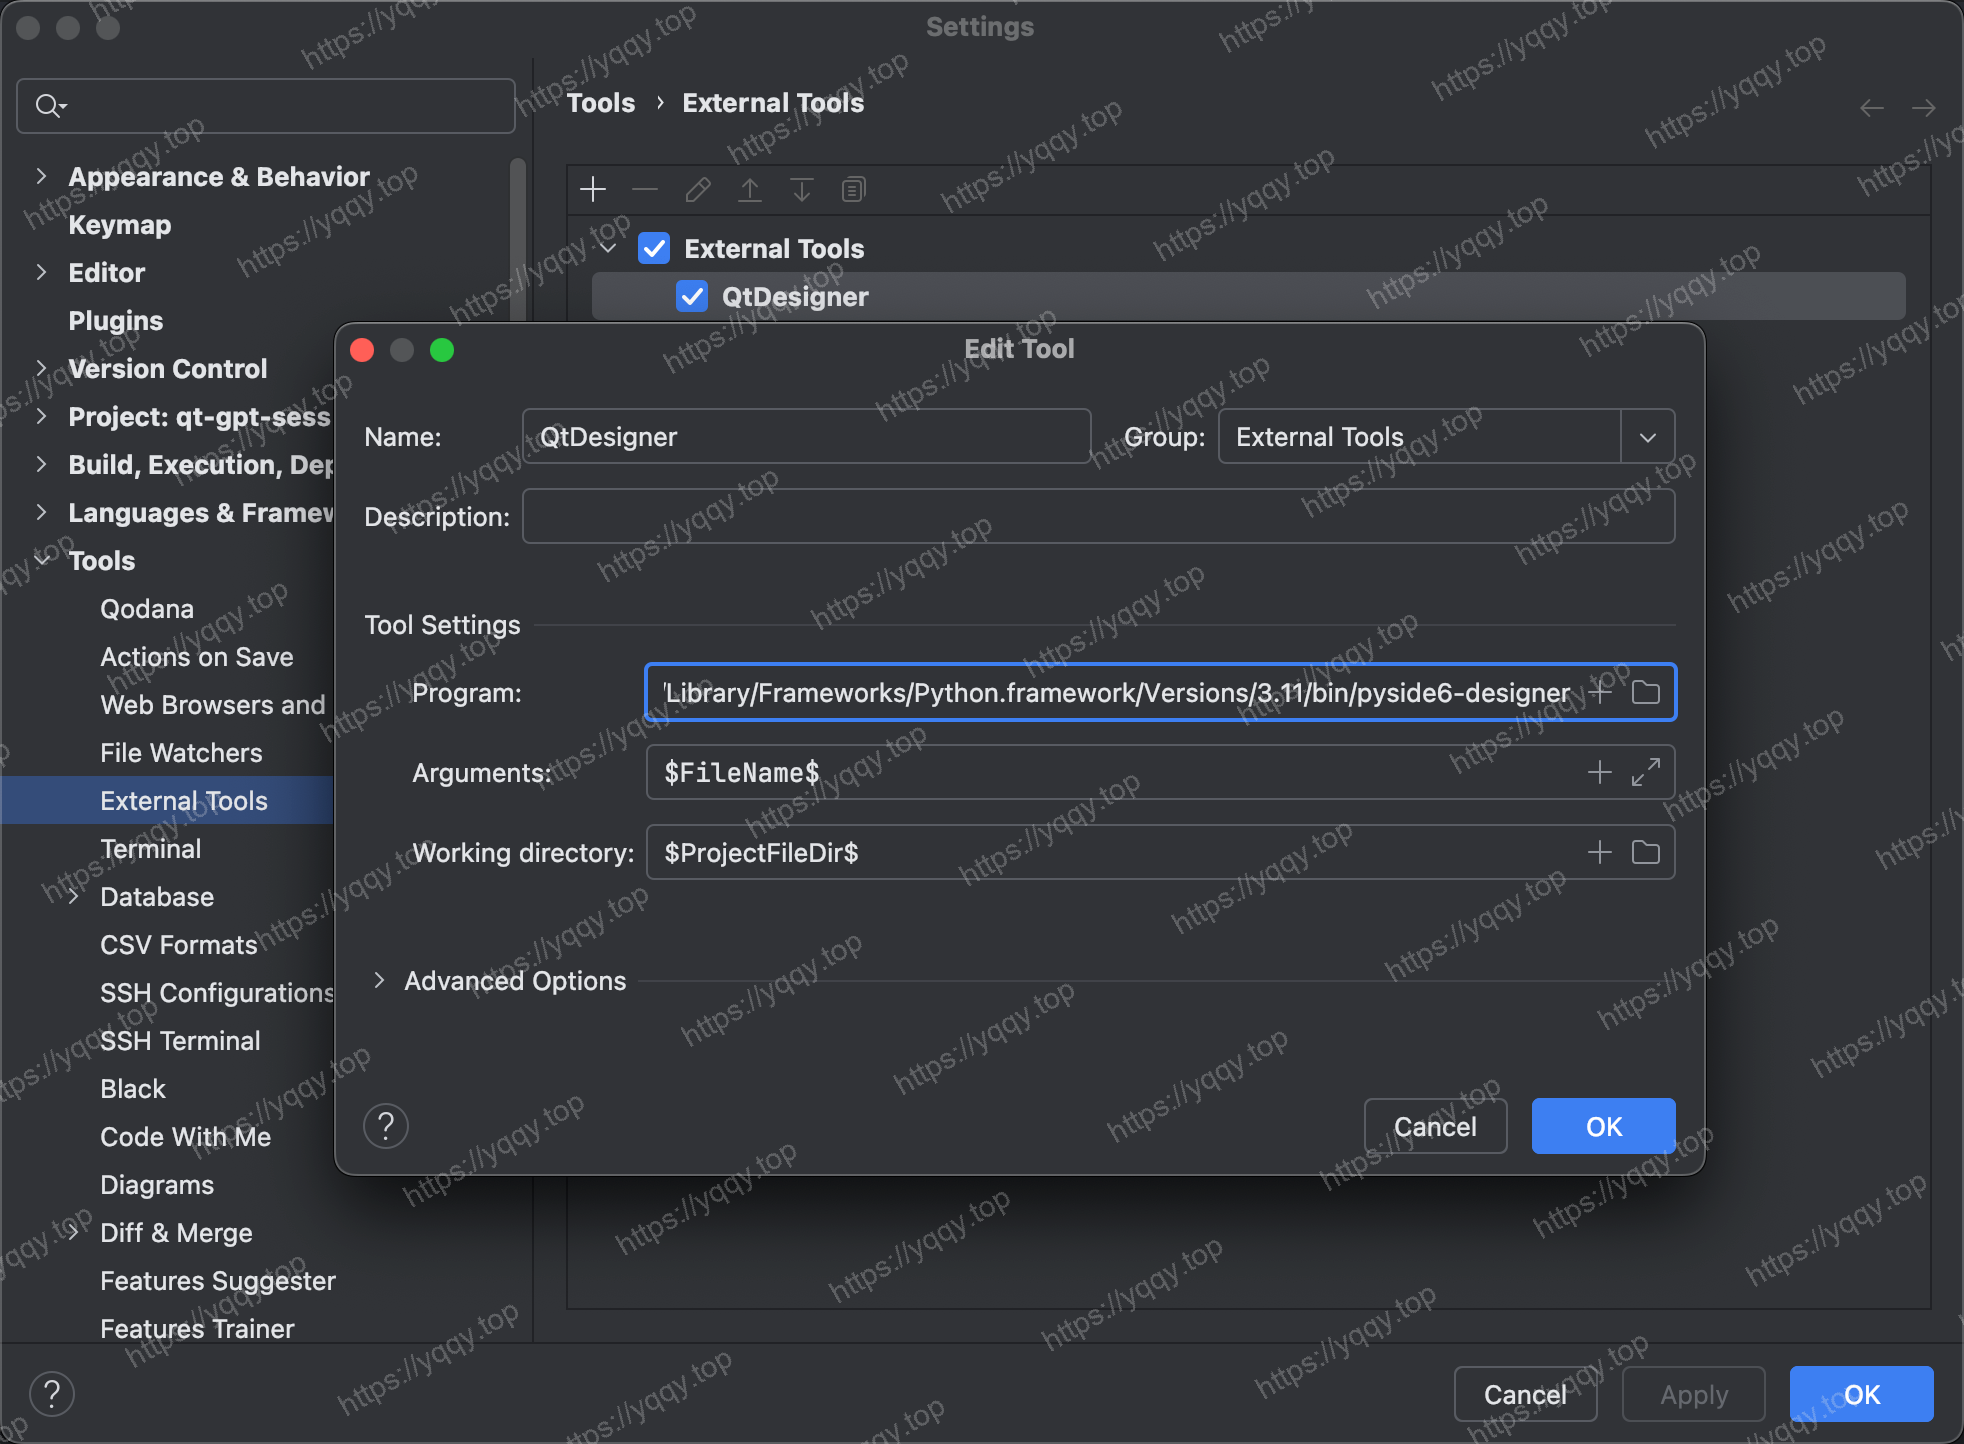 Settings
Tools › External Tools
Appearance & Behavior
Keymap
Editor
Plugins
Version Control
Project: qt-gpt-sess
Build, Execution, Dep
Languages & Framew
Tools
Qodana
Actions on Save
Web Browsers and
File Watchers
External Tools
Terminal
Database
CSV Formats
SSH Configurations
SSH Terminal
Black
Code With Me
Diagrams
Diff & Merge
Features Suggester
Features Trainer
External Tools
QtDesigner
Edit Tool
Name: QtDesigner Group: External Tools
Description:
Tool Settings
Program: /Library/Frameworks/Python.framework/Versions/3.11/bin/pyside6-designer
Arguments: $FileName$
Working directory: $ProjectFileDir$
Advanced Options
? Cancel OK
? Cancel Apply OK
https://yqqy.top